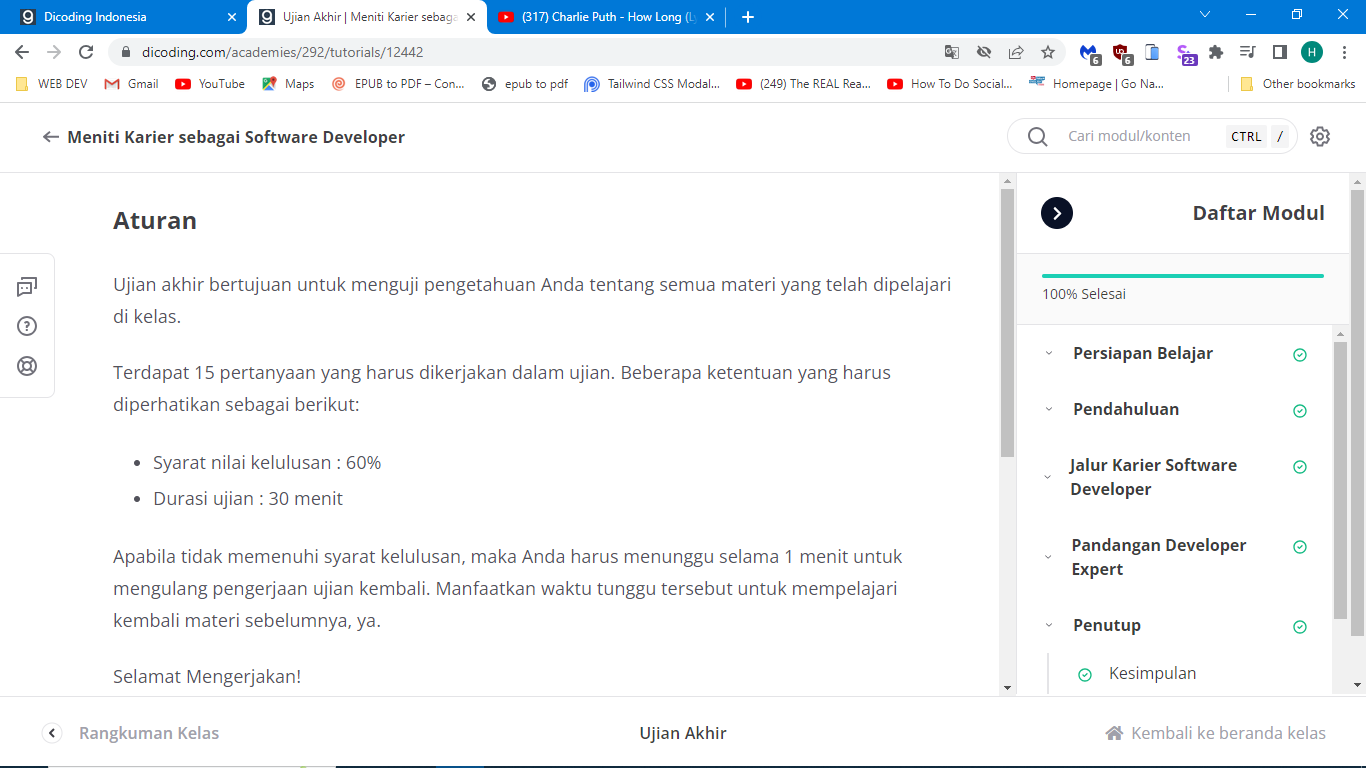 Dicoding Indonesia
Ujian Akhir | Meniti Karier sebaga
(317) Charlie Puth - How Long (Ly
dicoding.com/academies/292/tutorials/12442
6
6
23
H
WEB DEV
Gmail
YouTube
Maps
EPUB to PDF – Con...
epub to pdf
Tailwind CSS Modal...
(249) The REAL Rea...
How To Do Social...
Homepage | Go Na...
Other bookmarks
Meniti Karier sebagai Software Developer
Cari modul/konten
CTRL /
Aturan
Ujian akhir bertujuan untuk menguji pengetahuan Anda tentang semua materi yang telah dipelajari
di kelas.
Terdapat 15 pertanyaan yang harus dikerjakan dalam ujian. Beberapa ketentuan yang harus
diperhatikan sebagai berikut:
• Syarat nilai kelulusan : 60%
• Durasi ujian : 30 menit
Apabila tidak memenuhi syarat kelulusan, maka Anda harus menunggu selama 1 menit untuk
mengulang pengerjaan ujian kembali. Manfaatkan waktu tunggu tersebut untuk mempelajari
kembali materi sebelumnya, ya.
Selamat Mengerjakan!
Daftar Modul
100% Selesai
Persiapan Belajar
Pendahuluan
Jalur Karier Software
Developer
Pandangan Developer
Expert
Penutup
Kesimpulan
Rangkuman Kelas
Ujian Akhir
Kembali ke beranda kelas